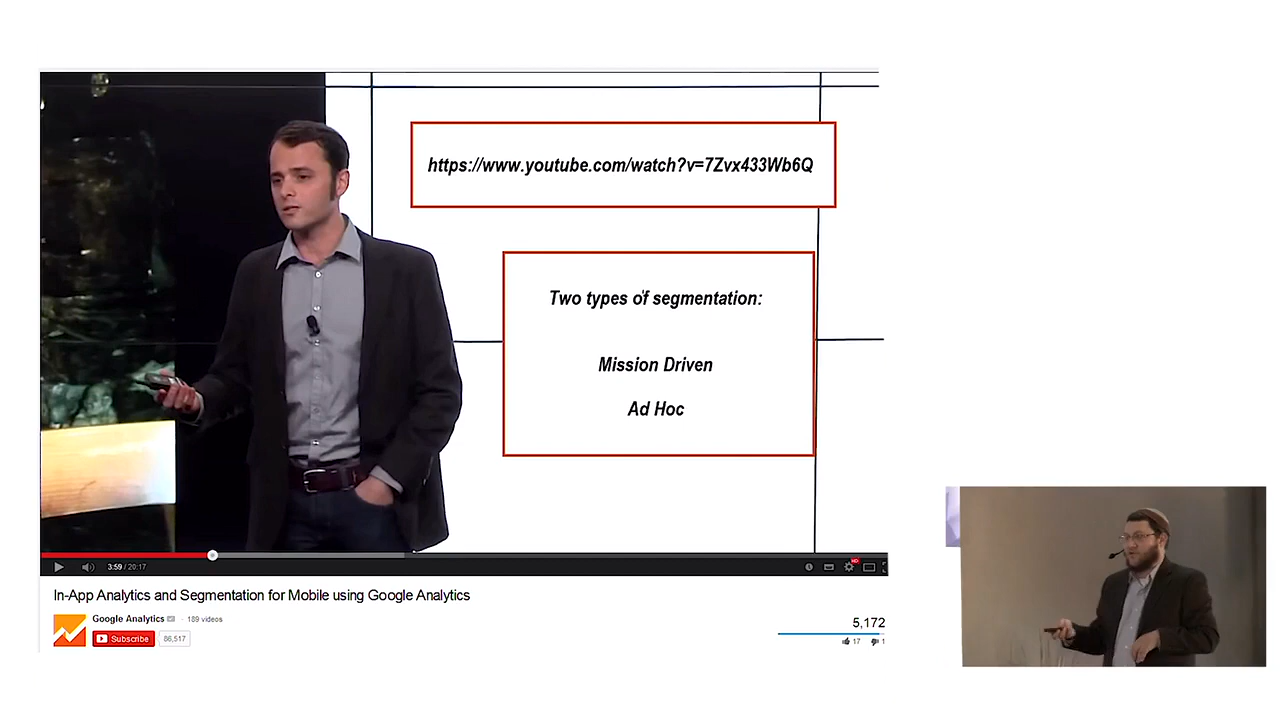 https://www.youtube.com/watch?v=7Zvx433Wb6Q
Two types of segmentation:
Mission Driven
Ad Hoc
3:59 / 20:17
HD
In-App Analytics and Segmentation for Mobile using Google Analytics
Google Analytics · 189 videos
Subscribe 86,517
5,172
17 1